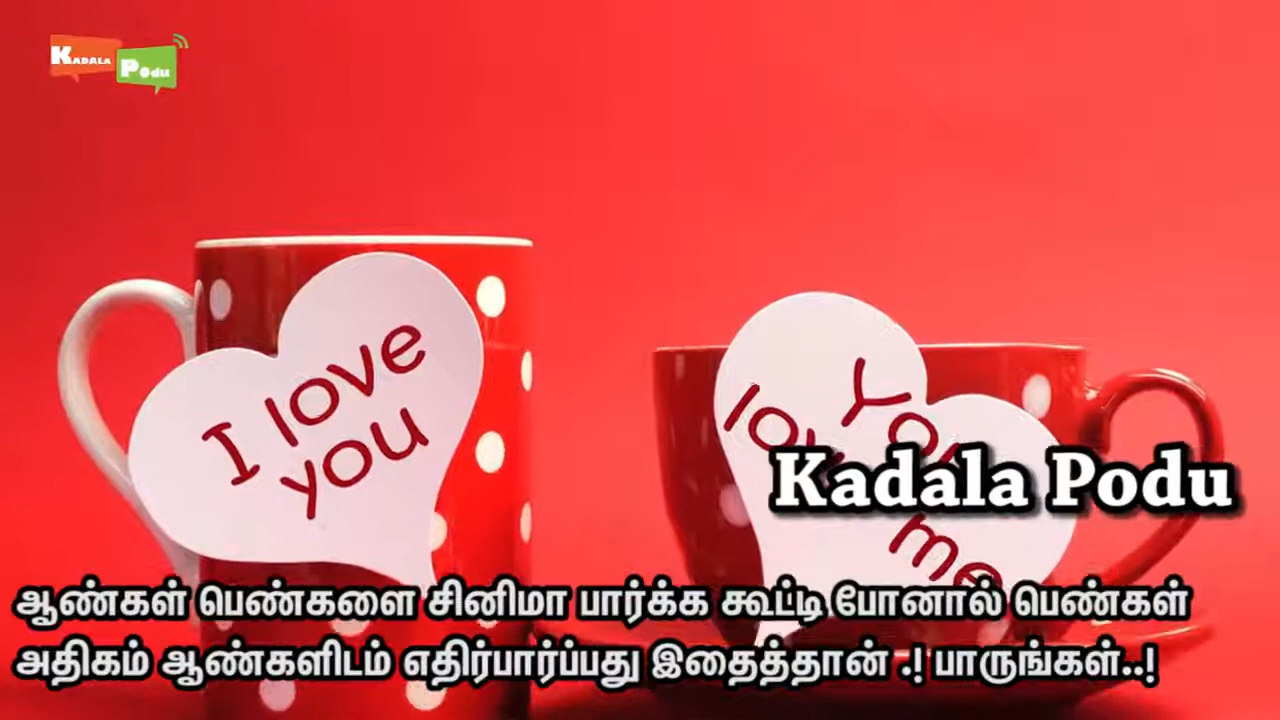 KADALA
PODU
I love
you
You
me
Kadala Podu
ஆண்கள் பெண்களை சினிமா பார்க்க கூட்டி போனால் பெண்கள்
அதிகம் ஆண்களிடம் எதிர்பார்ப்பது இதைத்தான் .! பாருங்கள்..!